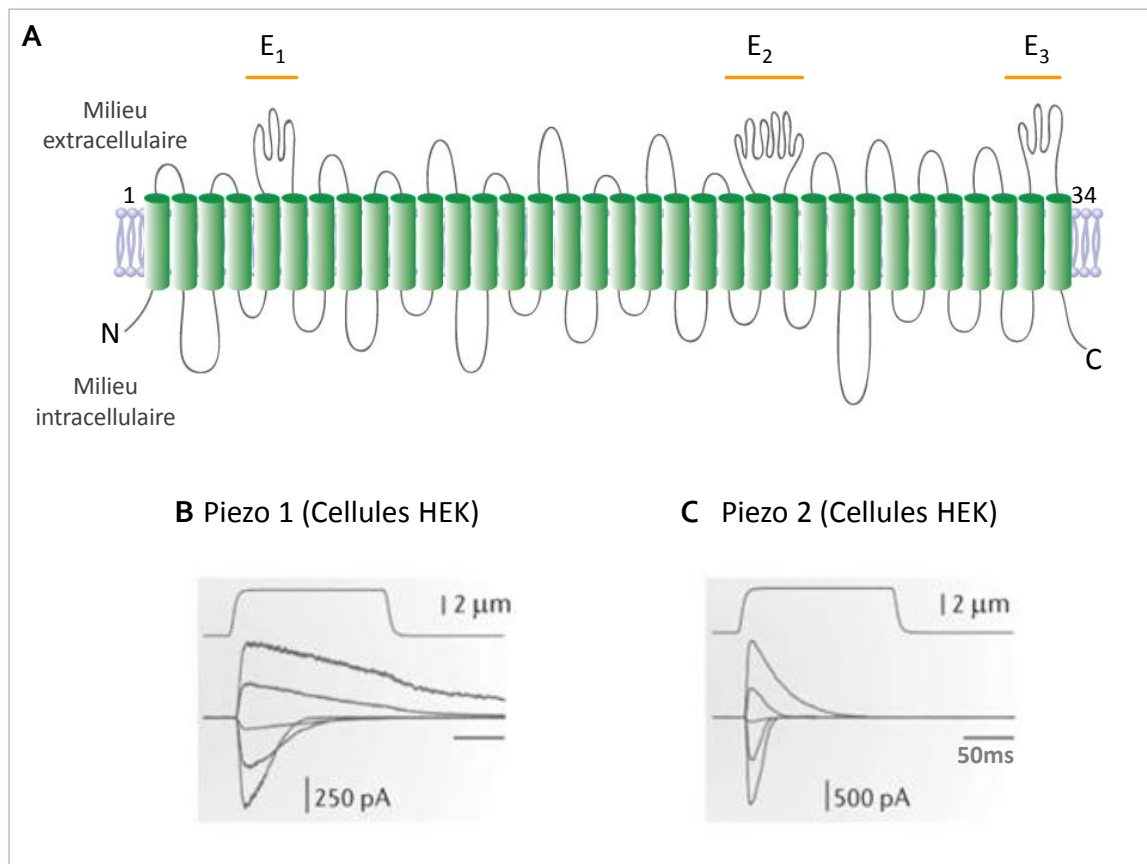 A
E1
E2
E3
Milieu
extracellulaire
1
34
N
C
Milieu
intracellulaire
B Piezo 1 (Cellules HEK)
C Piezo 2 (Cellules HEK)
2 µm
2 µm
50ms
250 pA
500 pA